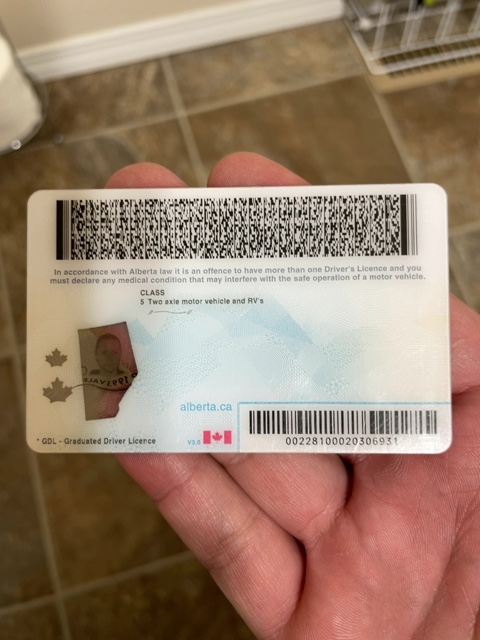 In accordance with Alberta law it is an offence to have more than one Driver's Licence and you
must declare any medical condition that may interfere with the safe operation of a motor vehicle.
CLASS
5 Two axle motor vehicle and RV's
alberta.ca
00228100020306931
* GDL - Graduated Driver Licence
V3.0